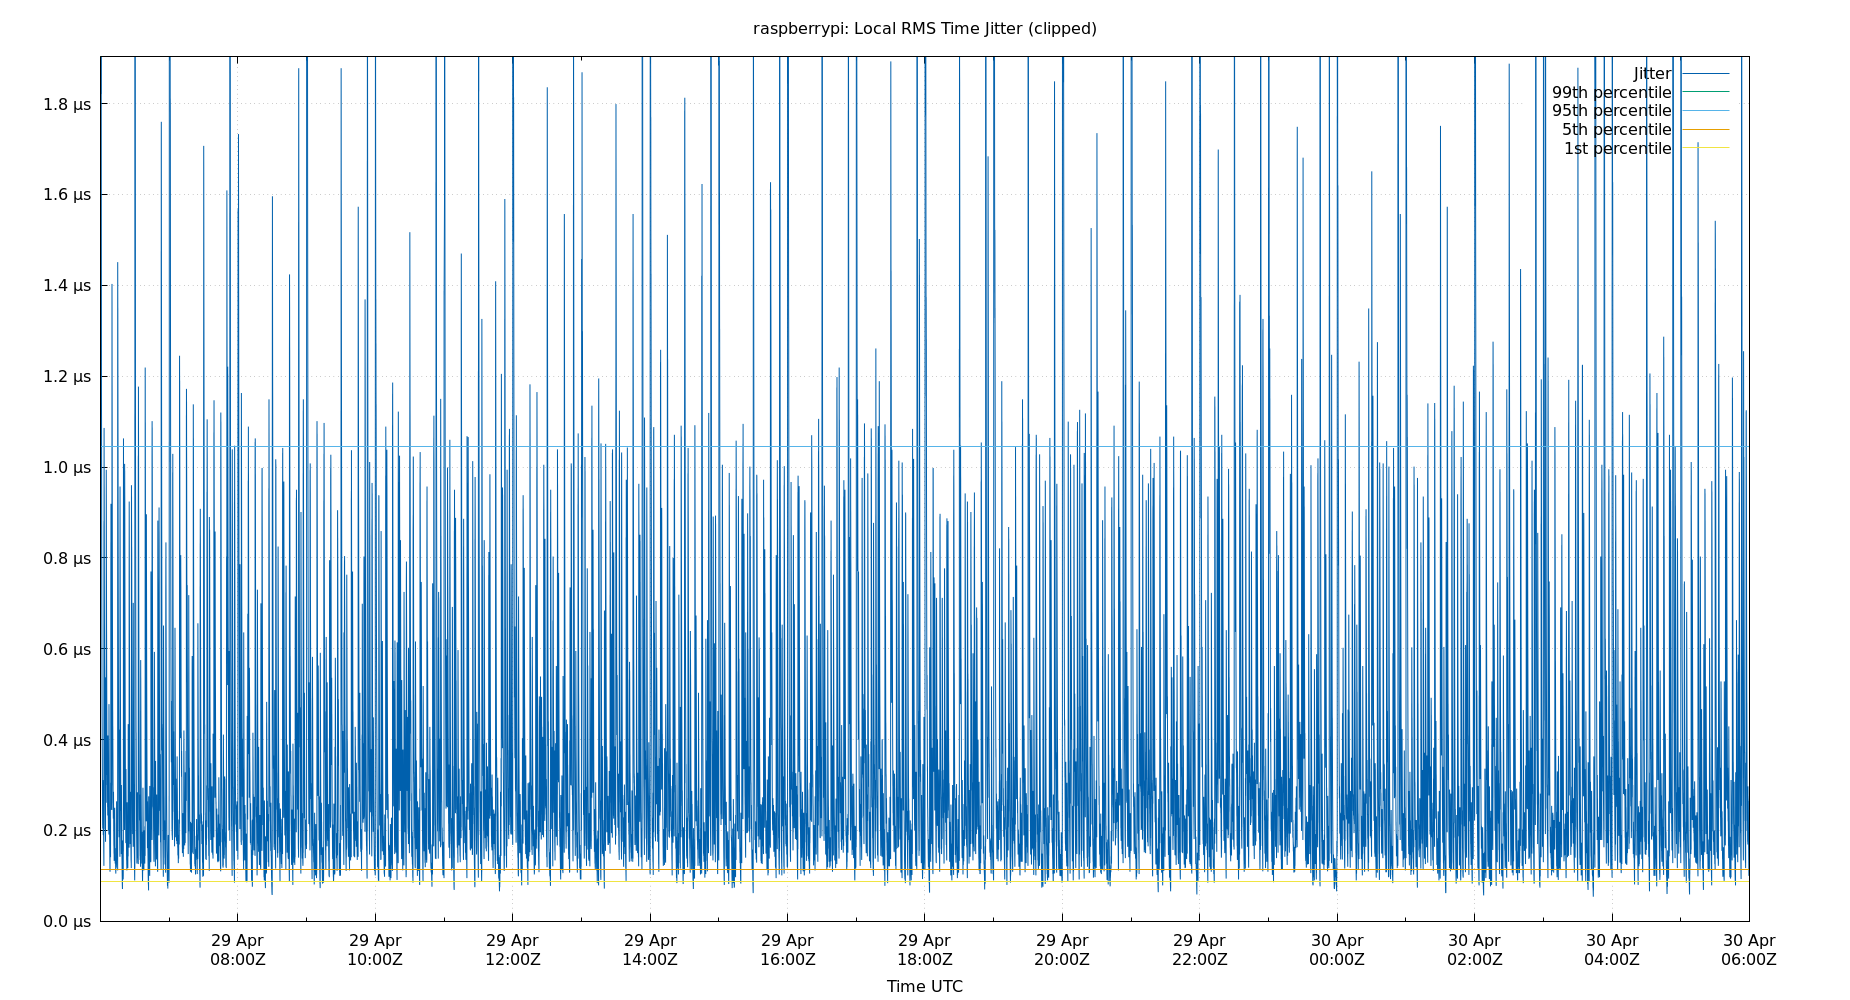 raspberrypi: Local RMS Time Jitter (clipped)
Jitter
99th percentile
95th percentile
5th percentile
1st percentile
1.8 µs
1.6 µs
1.4 µs
1.2 µs
1.0 µs
0.8 µs
0.6 µs
0.4 µs
0.2 µs
0.0 µs
29 Apr 29 Apr 29 Apr 29 Apr 29 Apr 29 Apr 29 Apr 29 Apr 30 Apr 30 Apr 30 Apr 30 Apr
08:00Z 10:00Z 12:00Z 14:00Z 16:00Z 18:00Z 20:00Z 22:00Z 00:00Z 02:00Z 04:00Z 06:00Z
Time UTC